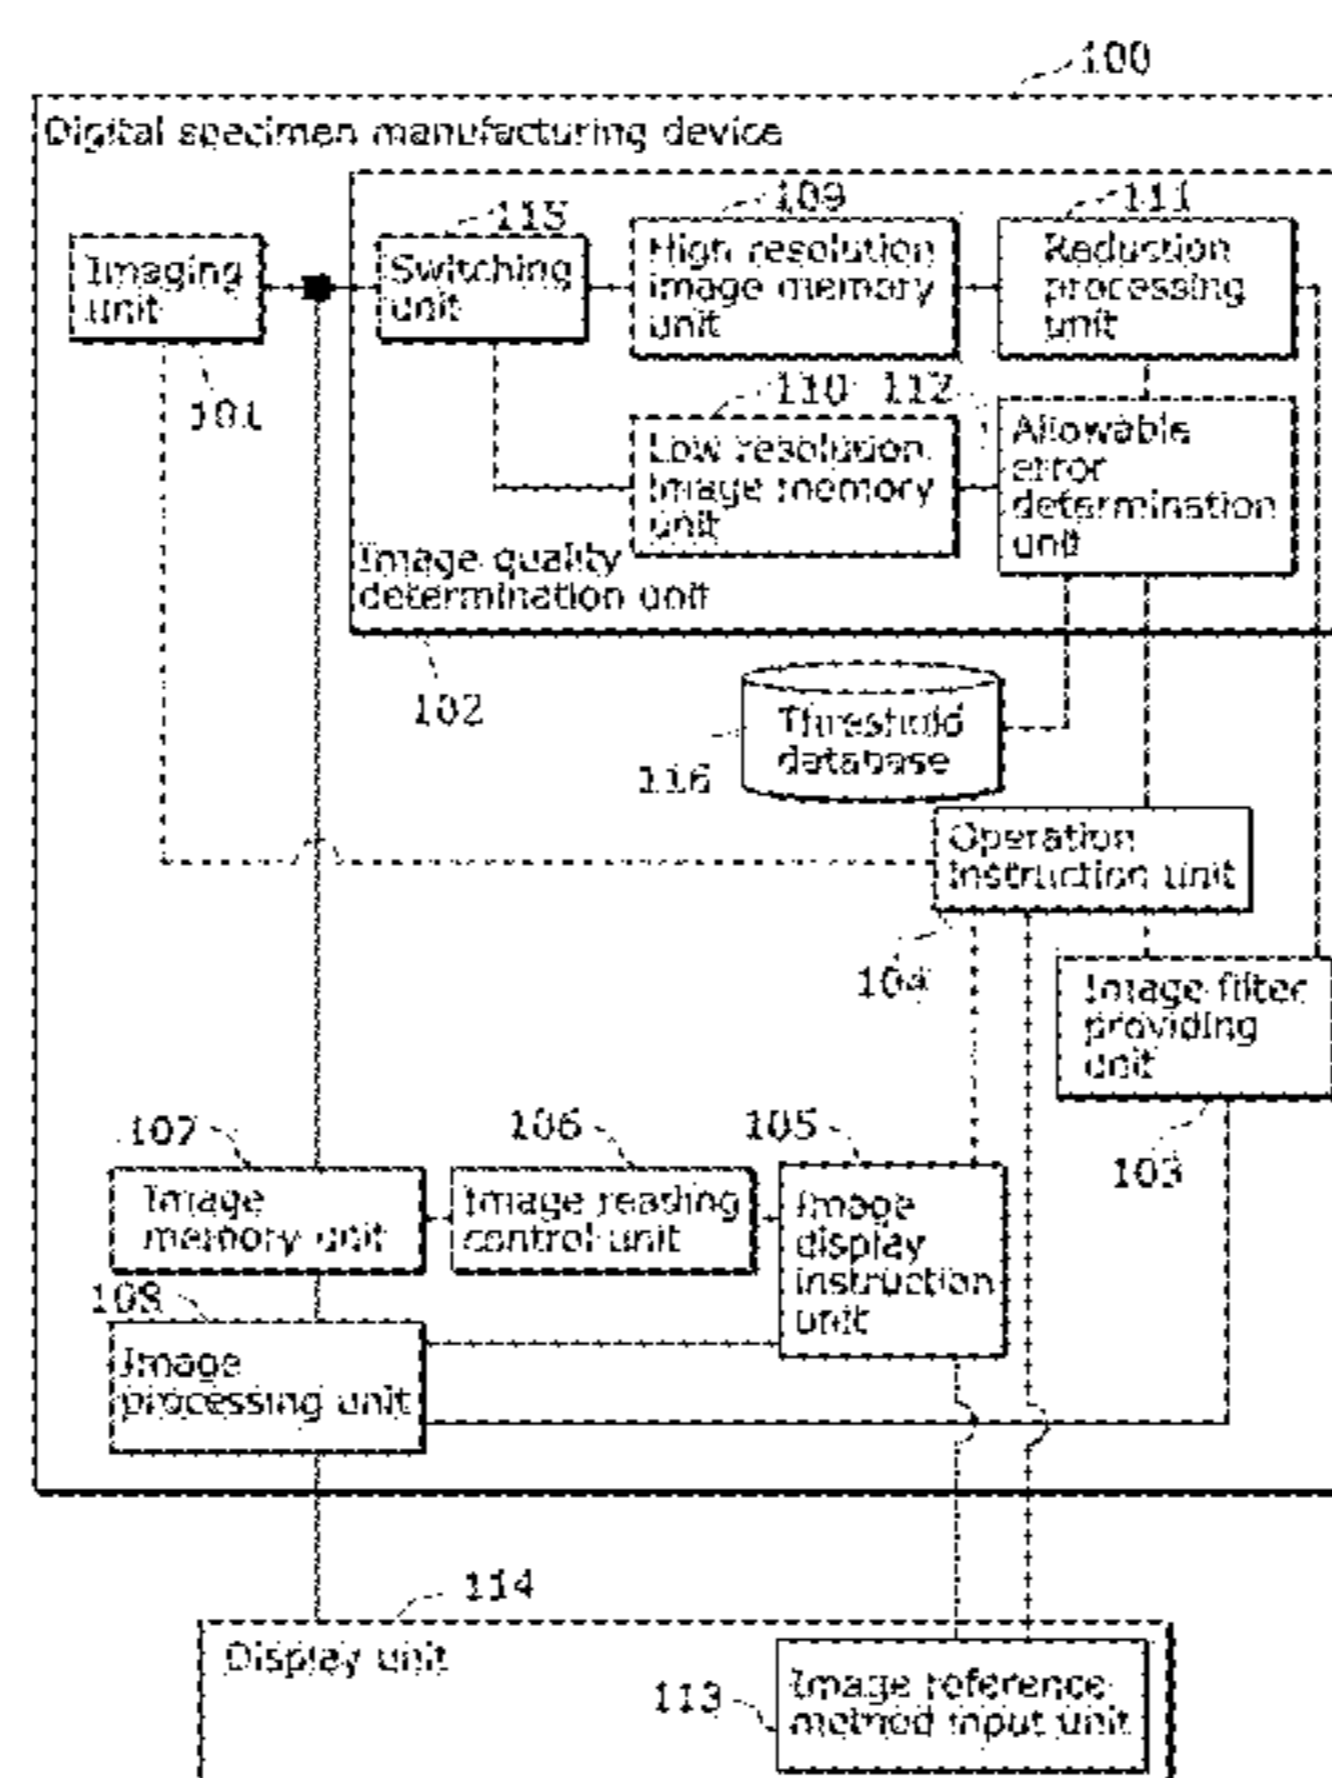 100
Digital specimen manufacturing device
115
109
111
Imaging
unit
Switching
unit
High resolution
image memory
unit
Reduction
processing
unit
101
110
112
Low resolution
image memory
unit
Allowable
error
determination
unit
Image quality
determination unit
102
Threshold
database
116
Operation
instruction unit
104
Image filter
providing
unit
103
107
106
105
Image
memory unit
Image reading
control unit
Image
display
instruction
unit
108
Image
processing unit
114
Display unit
113
Image reference
method input unit